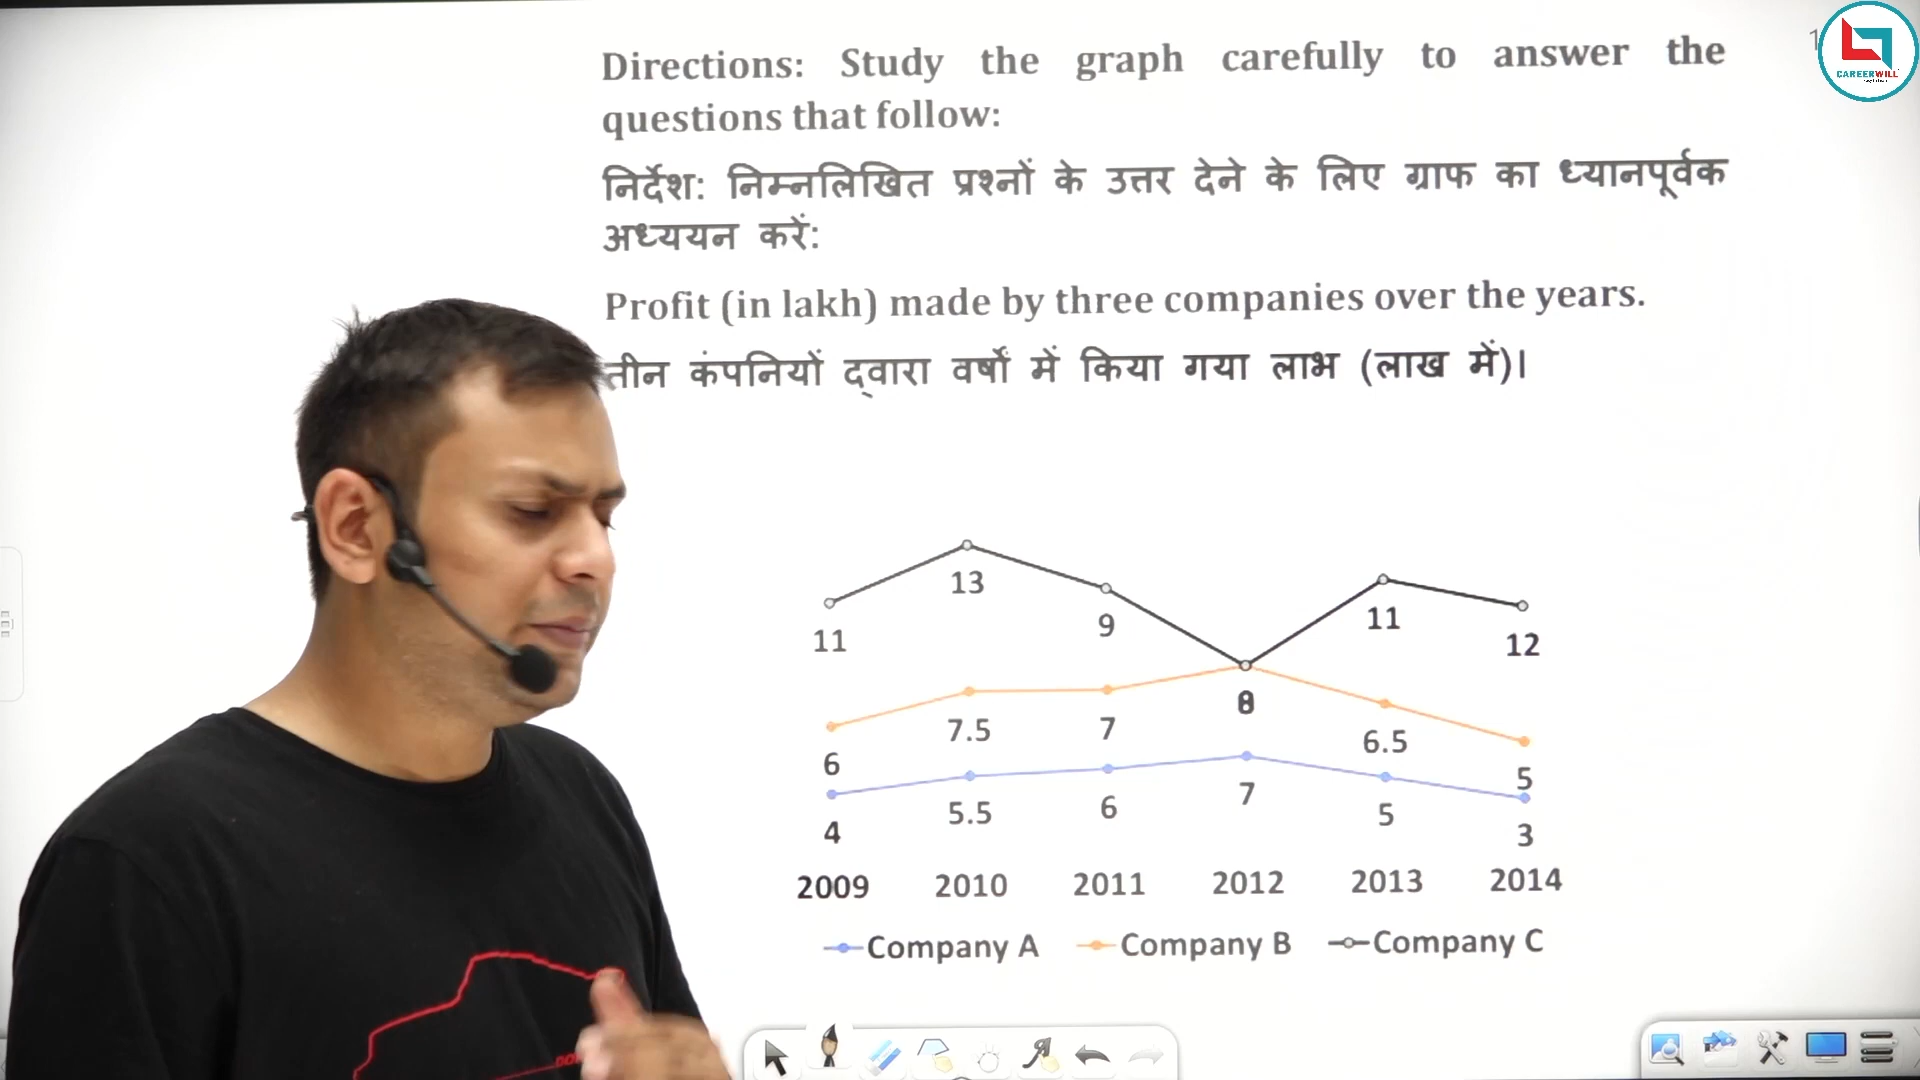 Directions: Study the graph carefully to answer the
questions that follow:
निर्देश: निम्नलिखित प्रश्नों के उत्तर देने के लिए ग्राफ का ध्यानपूर्वक
अध्ययन करें:
Profit (in lakh) made by three companies over the years.
तीन कंपनियों द्वारा वर्षों में किया गया लाभ (लाख में)।
CAREERWILL
13
11
9
11
12
8
7.5
7
6.5
6
5
7
5.5
6
5
4
3
2009 2010 2011 2012 2013 2014
Company A Company B Company C